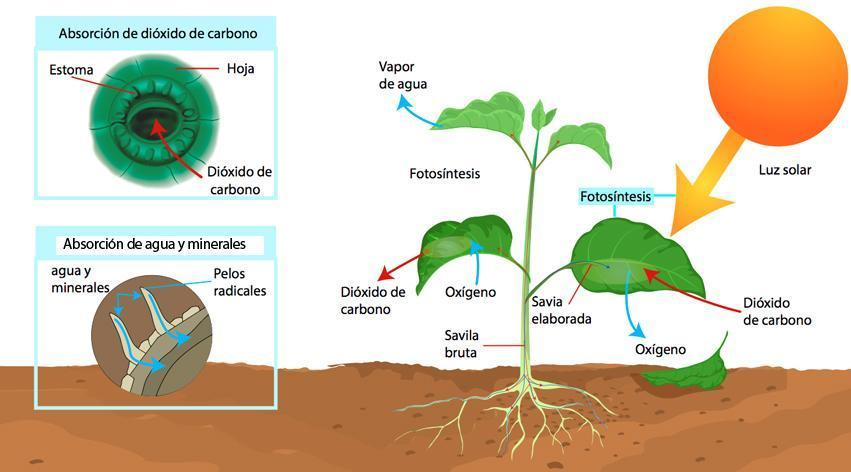 Absorción de dióxido de carbono
Estoma
Hoja
Dióxido de
carbono
Absorción de agua y minerales
agua y
minerales
Pelos
radicales
Vapor
de agua
Fotosíntesis
Luz solar
Fotosíntesis
Dióxido de
carbono
Oxígeno
Savia
elaborada
Dióxido
de carbono
Savila
bruta
Oxígeno